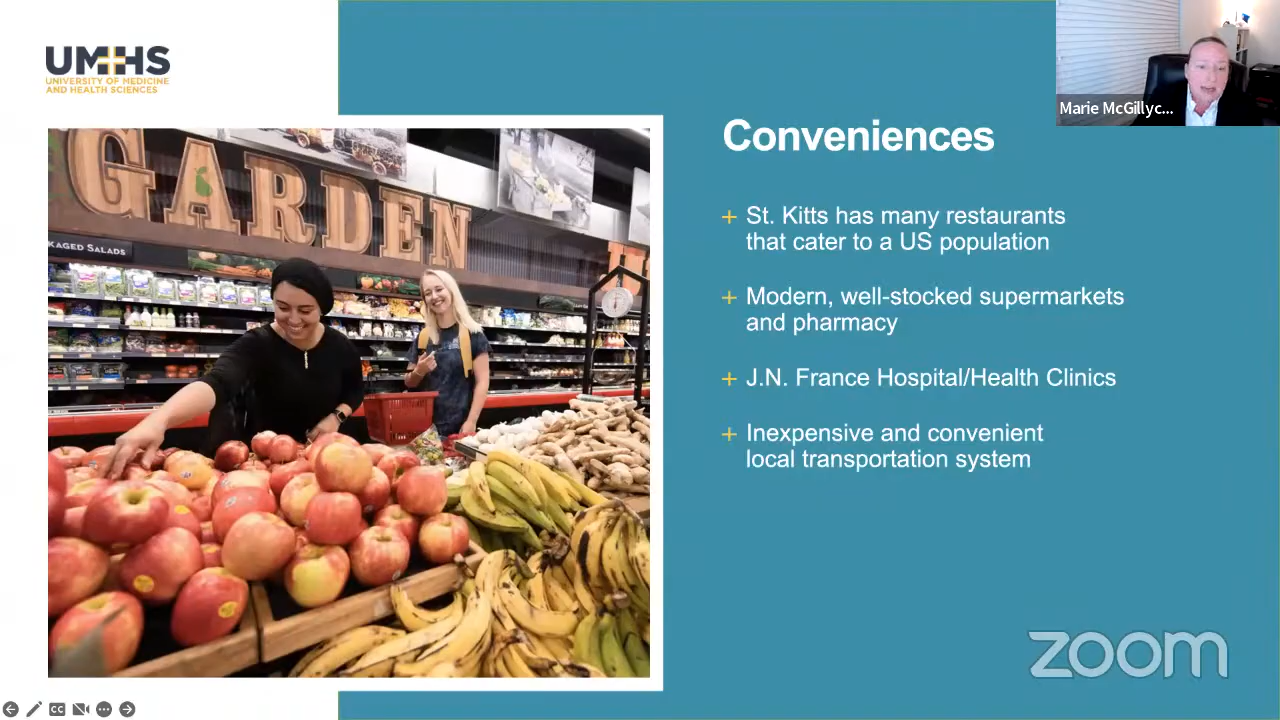 UMHS
UNIVERSITY OF MEDICINE
AND HEALTH SCIENCES
Marie McGillyc...
GARDEN
KAGED SALADS
Conveniences
+ St. Kitts has many restaurants
that cater to a US population
+ Modern, well-stocked supermarkets
and pharmacy
+ J.N. France Hospital/Health Clinics
+ Inexpensive and convenient
local transportation system
zoom
CC